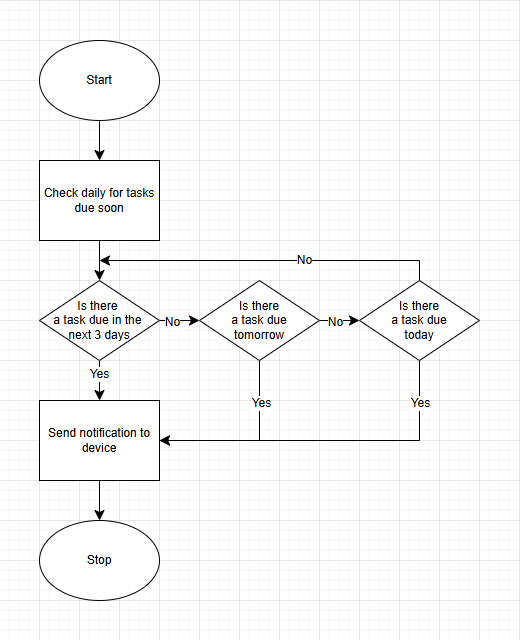 Start
Check daily for tasks
due soon
No
Is there
a task due in the
next 3 days
No
Is there
a task due
tomorrow
No
Is there
a task due
today
Yes
Yes
Yes
Send notification to
device
Stop